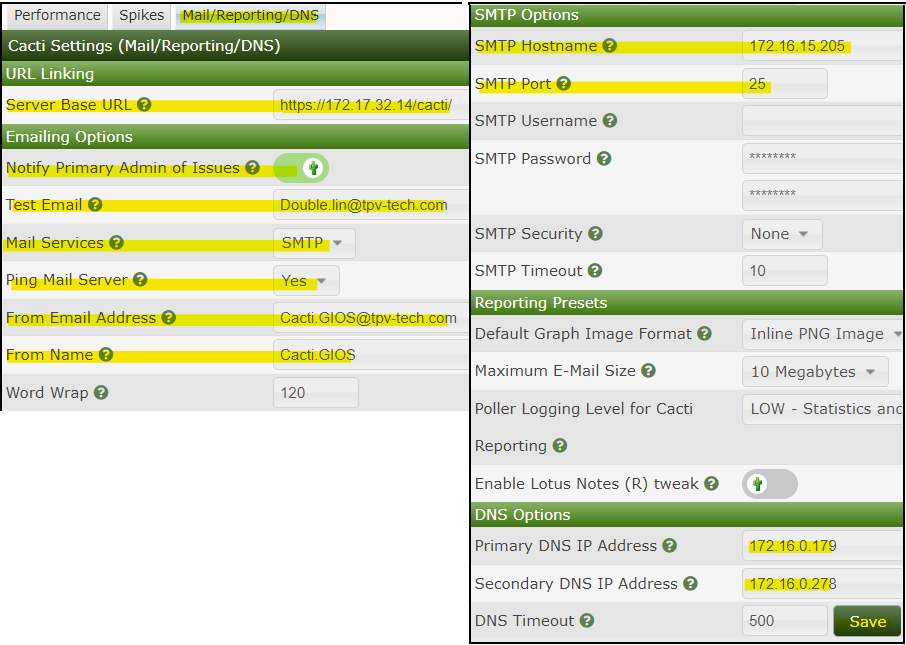 Performance Spikes Mail/Reporting/DNS
Cacti Settings (Mail/Reporting/DNS)
URL Linking
Server Base URL https://172.17.32.14/cacti/
Emailing Options
Notify Primary Admin of Issues
Test Email Double.lin@tpv-tech.com
Mail Services SMTP
Ping Mail Server Yes
From Email Address Cacti.GIOS@tpv-tech.com
From Name Cacti.GIOS
Word Wrap 120
SMTP Options
SMTP Hostname 172.16.15.205
SMTP Port 25
SMTP Username
SMTP Password ********
********
SMTP Security None
SMTP Timeout 10
Reporting Presets
Default Graph Image Format Inline PNG Image
Maximum E-Mail Size 10 Megabytes
Poller Logging Level for Cacti LOW - Statistics and
Reporting
Enable Lotus Notes (R) tweak
DNS Options
Primary DNS IP Address 172.16.0.179
Secondary DNS IP Address 172.16.0.278
DNS Timeout 500 Save